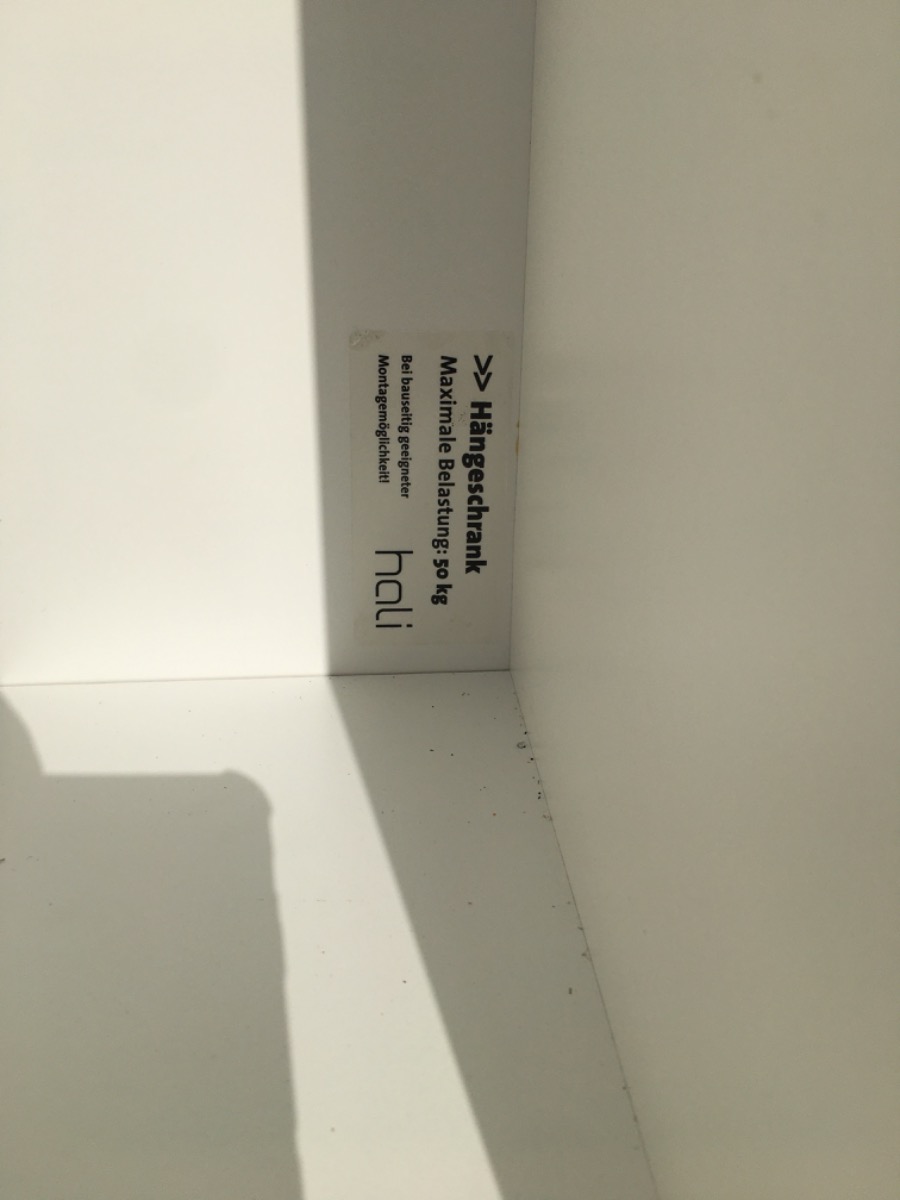 >> Hängeschrank
Maximale Belastung: 50 kg
Bei bauseitig geeigneter
Montagemöglichkeit!
hali